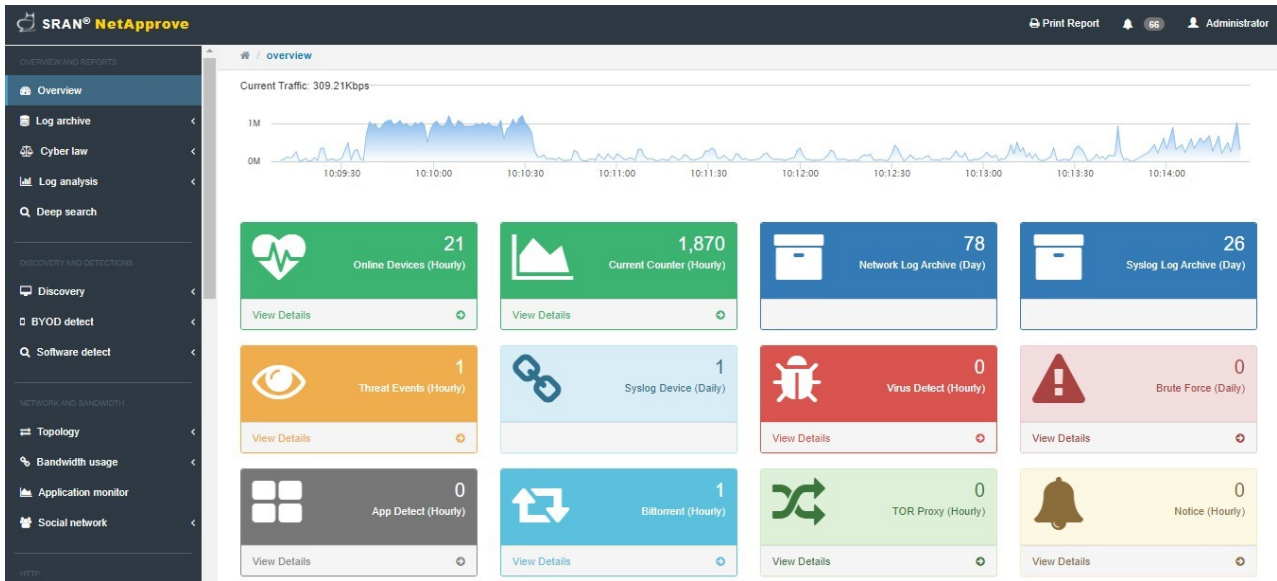 SRAN® NetApprove
Print Report
66
Administrator
OVERVIEW AND REPORTS
Overview
Log archive
Cyber law
Log analysis
Deep search
DISCOVERY AND DETECTIONS
Discovery
BYOD detect
Software detect
NETWORK AND BANDWIDTH
Topology
Bandwidth usage
Application monitor
Social network
HTTP
/ overview
Current Traffic: 309.21Kbps
1M
0M
10:09:30 10:10:00 10:10:30 10:11:00 10:11:30 10:12:00 10:12:30 10:13:00 10:13:30 10:14:00
21
Online Devices (Hourly)
View Details
1,870
Current Counter (Hourly)
View Details
78
Network Log Archive (Day)
26
Syslog Log Archive (Day)
1
Threat Events (Hourly)
View Details
1
Syslog Device (Daily)
0
Virus Detect (Hourly)
View Details
0
Brute Force (Daily)
View Details
0
App Detect (Hourly)
View Details
1
Bittorrent (Hourly)
View Details
0
TOR Proxy (Hourly)
View Details
0
Notice (Hourly)
View Details